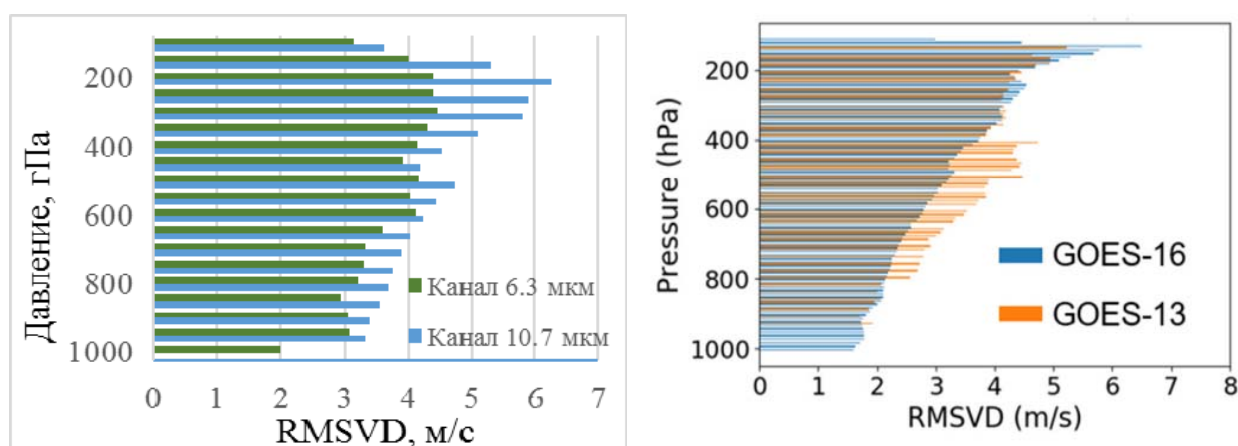 200
400
600
800
1000
Давление, гПа
Канал 6.3 мкм
Канал 10.7 мкм
0 1 2 3 4 5 6 7
RMSVD, м/с
200
400
600
800
1000
Pressure (hPa)
GOES-16
GOES-13
0 1 2 3 4 5 6 7 8
RMSVD (m/s)